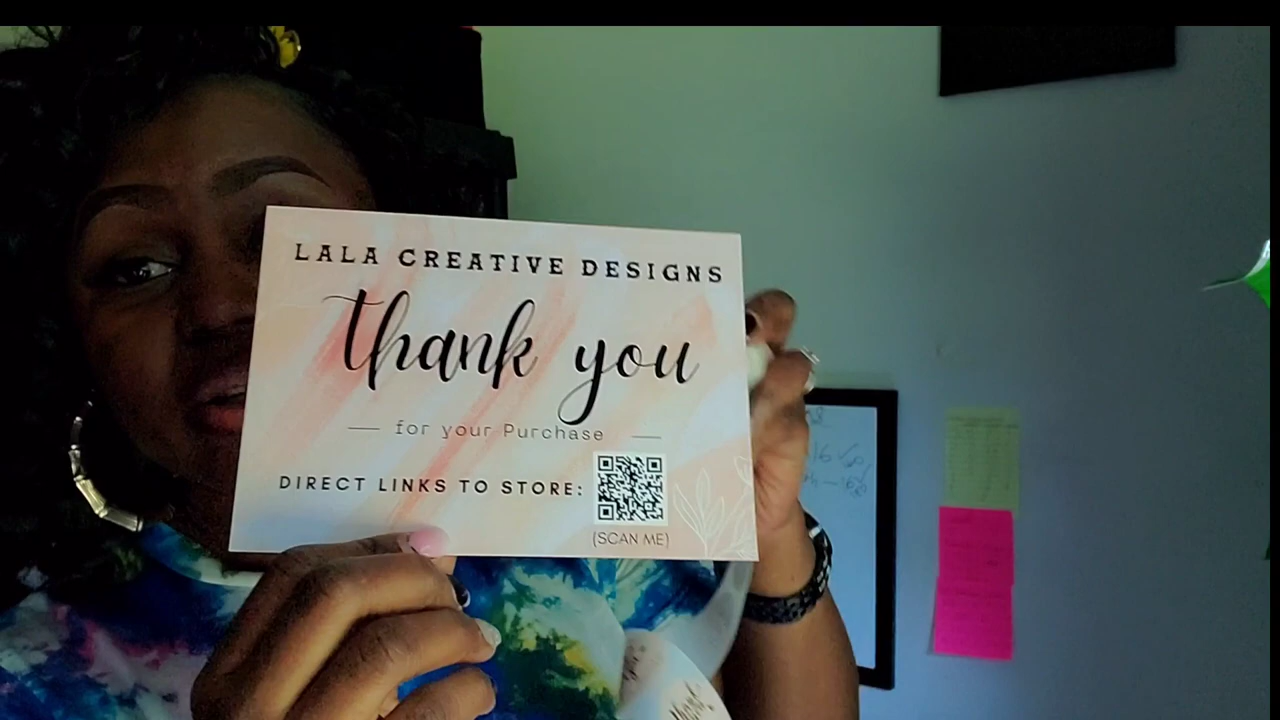 LALA CREATIVE DESIGNS
thank you
for your Purchase
DIRECT LINKS TO STORE:
(SCAN ME)